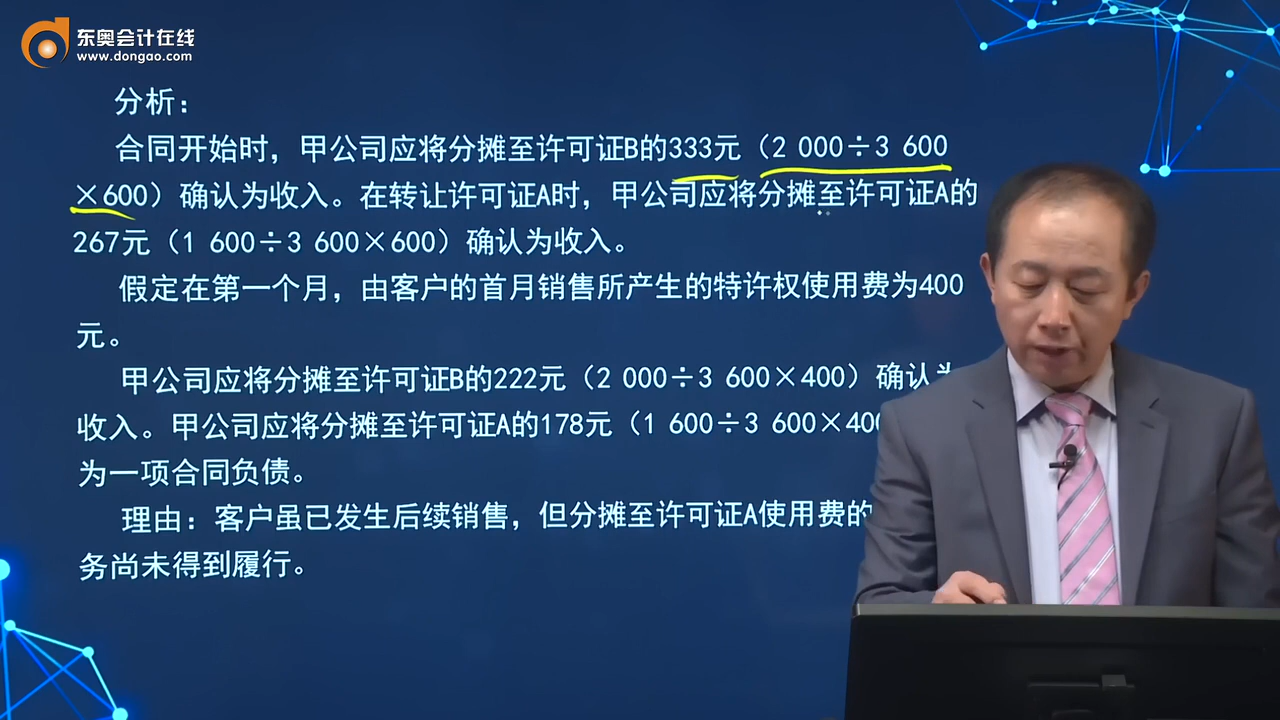 东奥会计在线
www.dongao.com
分析：
合同开始时，甲公司应将分摊至许可证B的333元（2 000÷3 600
×600）确认为收入。在转让许可证A时，甲公司应将分摊至许可证A的
267元（1 600÷3 600×600）确认为收入。
假定在第一个月，由客户的首月销售所产生的特许权使用费为400
元。
甲公司应将分摊至许可证B的222元（2 000÷3 600×400）确认为
收入。甲公司应将分摊至许可证A的178元（1 600÷3 600×400
为一项合同负债。
理由：客户虽已发生后续销售，但分摊至许可证A使用费的
务尚未得到履行。